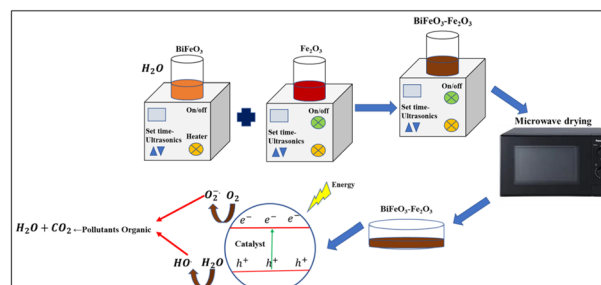 BiFeO₃-Fe₂O₃
BiFeO₃
Fe₂O₃
H₂O
On/off
Set time-
Ultrasonics
Heater
On/off
Set time-
Ultrasonics
On/off
Set time-
Ultrasonics
Microwave drying
Energy
O₂⁻ O₂
e⁻ e⁻ e⁻
BiFeO₃-Fe₂O₃
H₂O + CO₂ ←Pollutants Organic
Catalyst
HO· H₂O
h⁺ h⁺ h⁺